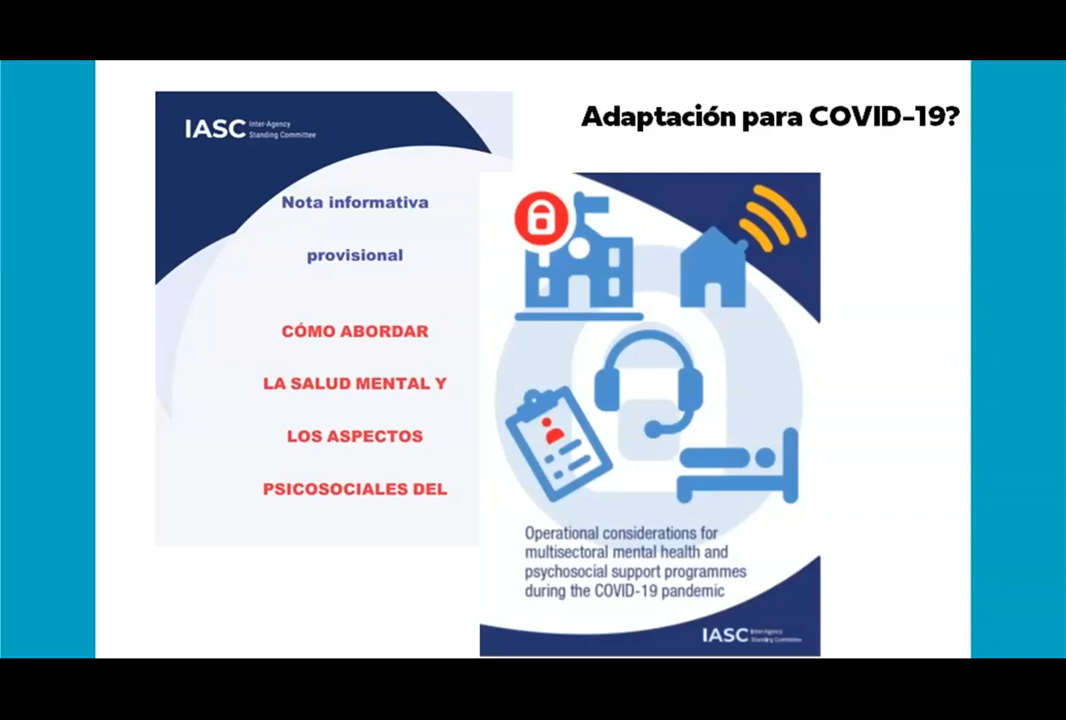 Adaptación para COVID-19?
IASC Inter-Agency
Standing Committee
Nota informativa
provisional
CÓMO ABORDAR
LA SALUD MENTAL Y
LOS ASPECTOS
PSICOSOCIALES DEL
Operational considerations for
multisectoral mental health and
psychosocial support programmes
during the COVID-19 pandemic
IASC Inter-Agency
Standing Committee